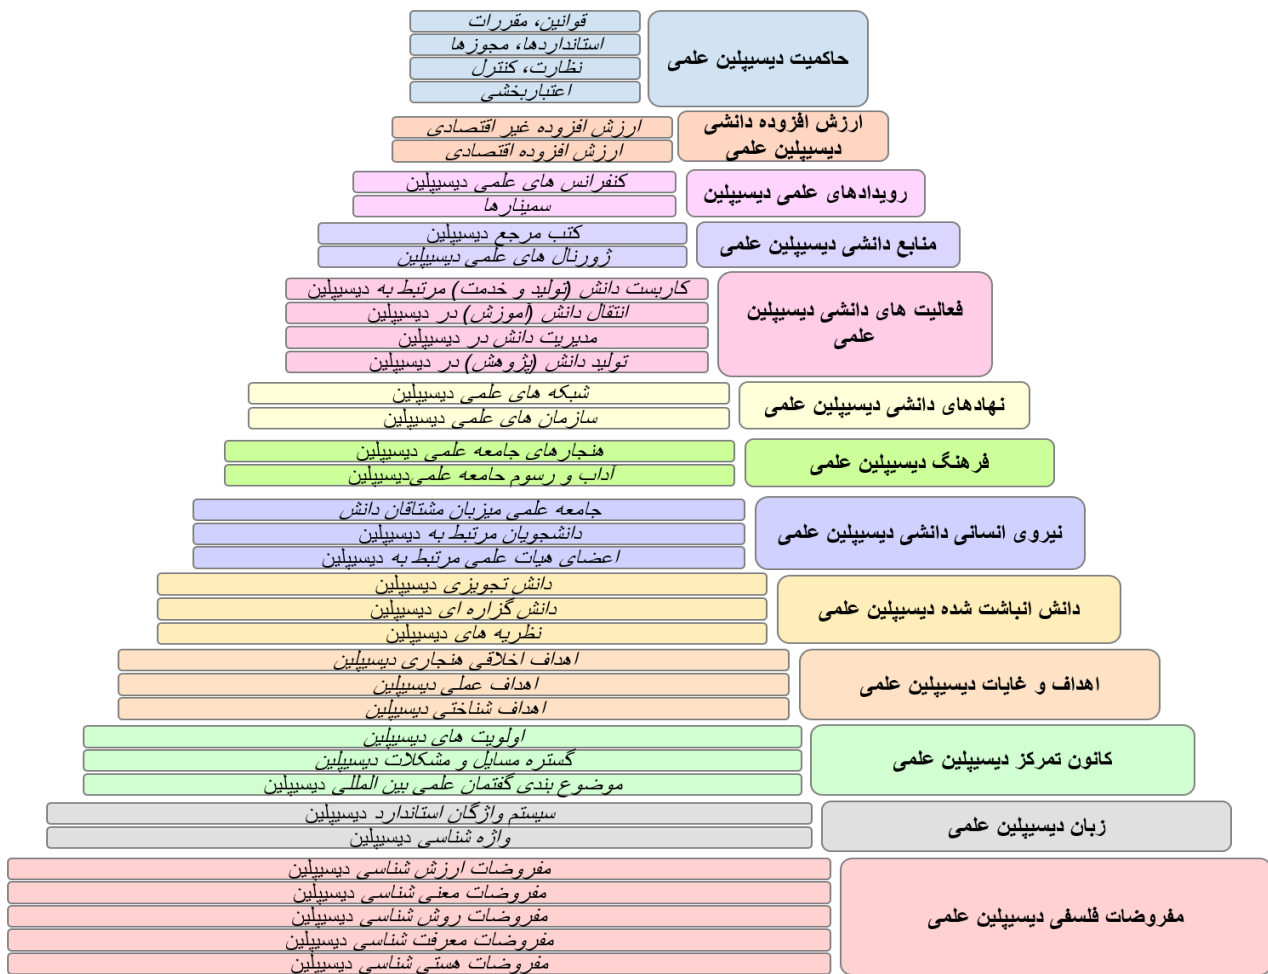 حاکمیت دیسیپلین علمی
قوانین، مقررات
استانداردها، مجوزها
نظارت، کنترل
اعتباربخشی
ارزش افزوده دانشی
دیسیپلین علمی
ارزش افزوده غیر اقتصادی
ارزش افزوده اقتصادی
رویدادهای علمی دیسیپلین
کنفرانس های علمی دیسیپلین
سمینارها
منابع دانشی دیسیپلین علمی
کتب مرجع دیسیپلین
ژورنال های علمی دیسیپلین
فعالیت های دانشی دیسیپلین
علمی
کاربست دانش (تولید و خدمت) مرتبط به دیسیپلین
انتقال دانش (آموزش) در دیسیپلین
مدیریت دانش در دیسیپلین
تولید دانش (پژوهش) در دیسیپلین
نهادهای دانشی دیسیپلین علمی
شبکه های علمی دیسیپلین
سازمان های علمی دیسیپلین
فرهنگ دیسیپلین علمی
هنجارهای جامعه علمی دیسیپلین
آداب و رسوم حامعه علمی‌دیسیپلین
نیروی انسانی دانشی دیسیپلین علمی
جامعه علمی میزبان مشتاقان دانش
دانشجویان مرتبط به دیسیپلین
اعضای هیات علمی مرتبط به دیسیپلین
دانش انباشت شده دیسیپلین علمی
دانش تجویزی دیسیپلین
دانش گزاره ای دیسیپلین
نظریه های دیسیپلین
اهداف و غایات دیسیپلین علمی
اهداف اخلاقی هنجاری دیسیپلین
اهداف عملی دیسیپلین
اهداف شناختی دیسیپلین
کانون تمرکز دیسیپلین علمی
اولویت های دیسیپلین
گستره مسایل و مشکلات دیسیپلین
موضوع بندی گفتمان علمی بین المللی دیسیپلین
زبان دیسیپلین علمی
سیستم واژگان استاندارد دیسیپلین
واژه شناسی دیسیپلین
مفروضات فلسفی دیسیپلین علمی
مفروضات ارزش شناسی دیسیپلین
مفروضات معنی شناسی دیسیپلین
مفروضات روش شناسی دیسیپلین
مفروضات معرفت شناسی دیسیپلین
مفروضات هستی شناسی دیسیپلین